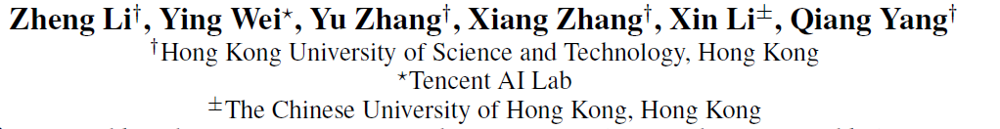 Zheng Li†, Ying Wei⋆, Yu Zhang†, Xiang Zhang†, Xin Li±, Qiang Yang†
†Hong Kong University of Science and Technology, Hong Kong
⋆Tencent AI Lab
±The Chinese University of Hong Kong, Hong Kong